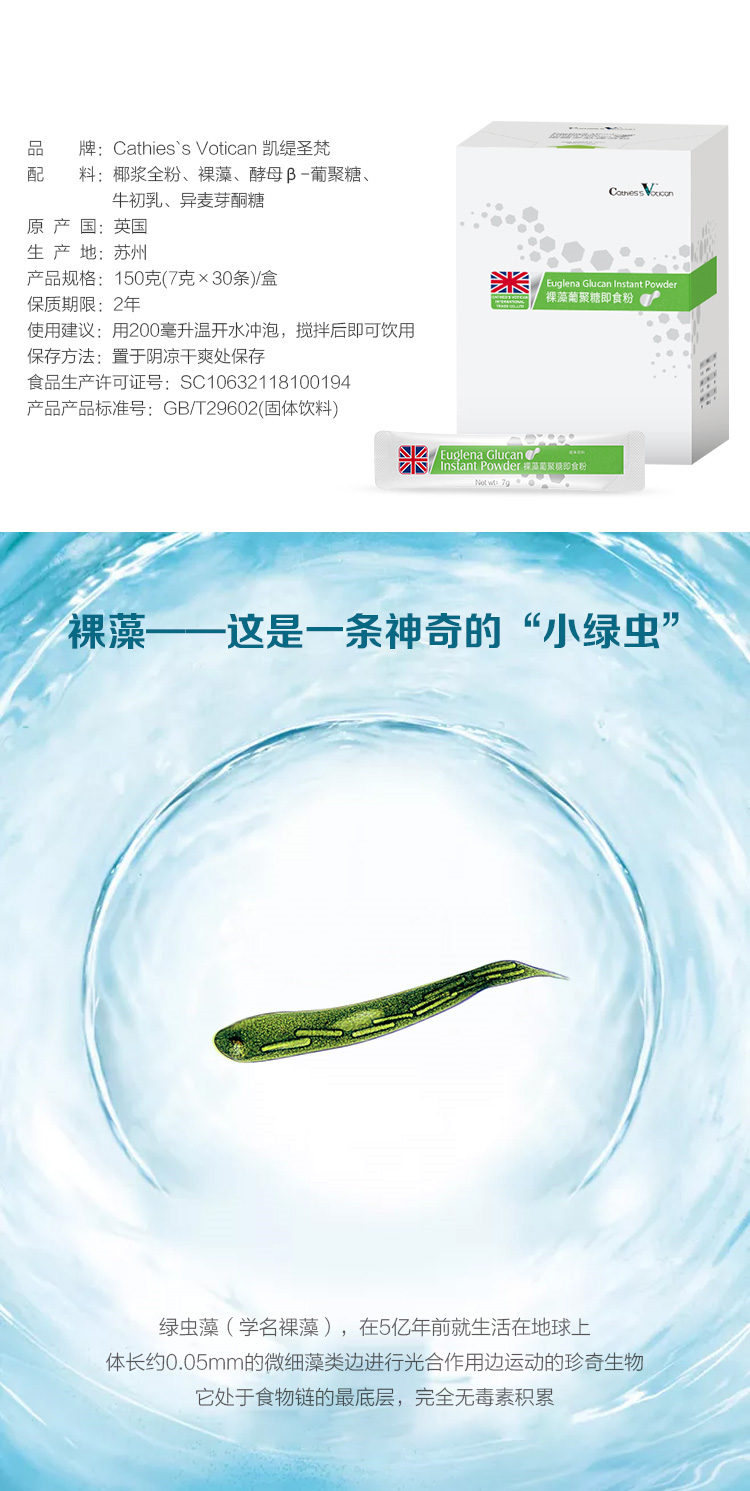 品 牌：Cathies`s Votican 凯缇圣梵
配 料：椰浆全粉、裸藻、酵母β-葡聚糖、
牛初乳、异麦芽酮糖
原 产 国：英国
生 产 地：苏州
产品规格：150克(7克×30条)/盒
保质期限：2年
使用建议：用200毫升温开水冲泡，搅拌后即可饮用
保存方法：置于阴凉干爽处保存
食品生产许可证号：SC10632118100194
产品产品标准号：GB/T29602(固体饮料)
Cathies's Votican
Euglena Glucan Instant Powder
裸藻葡聚糖即食粉
CATHIES'S VOTICAN
INTERNATIONAL
TRADE CO.,LTD
Euglena Glucan
Instant Powder 裸藻葡聚糖即食粉
Net wt: 7g
裸藻——这是一条神奇的“小绿虫”
绿虫藻（学名裸藻），在5亿年前就生活在地球上
体长约0.05mm的微细藻类边进行光合作用边运动的珍奇生物
它处于食物链的最底层，完全无毒素积累